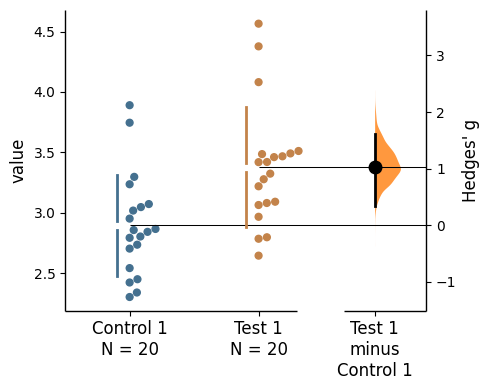 4.5
4.0
3.5
3.0
2.5
value
3
2
1
0
−1
Hedges' g
Control 1
N = 20
Test 1
N = 20
Test 1
minus
Control 1